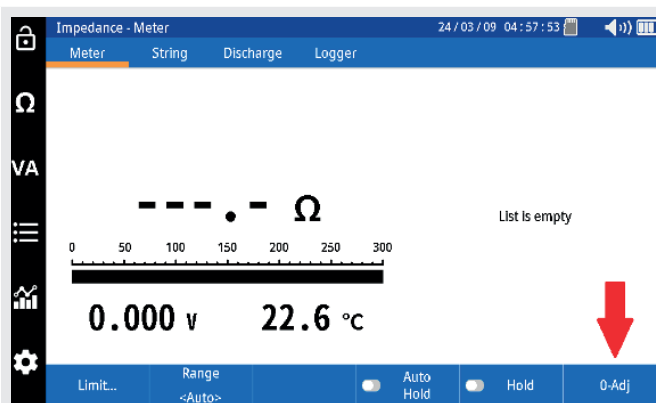 Impedance - Meter 24/03/09 04:57:53
Meter String Discharge Logger
Ω
VA
---.- Ω
List is empty
0 50 100 150 200 250 300
0.000 V 22.6 °C
Limit... Range <Auto> Auto Hold Hold 0-Adj